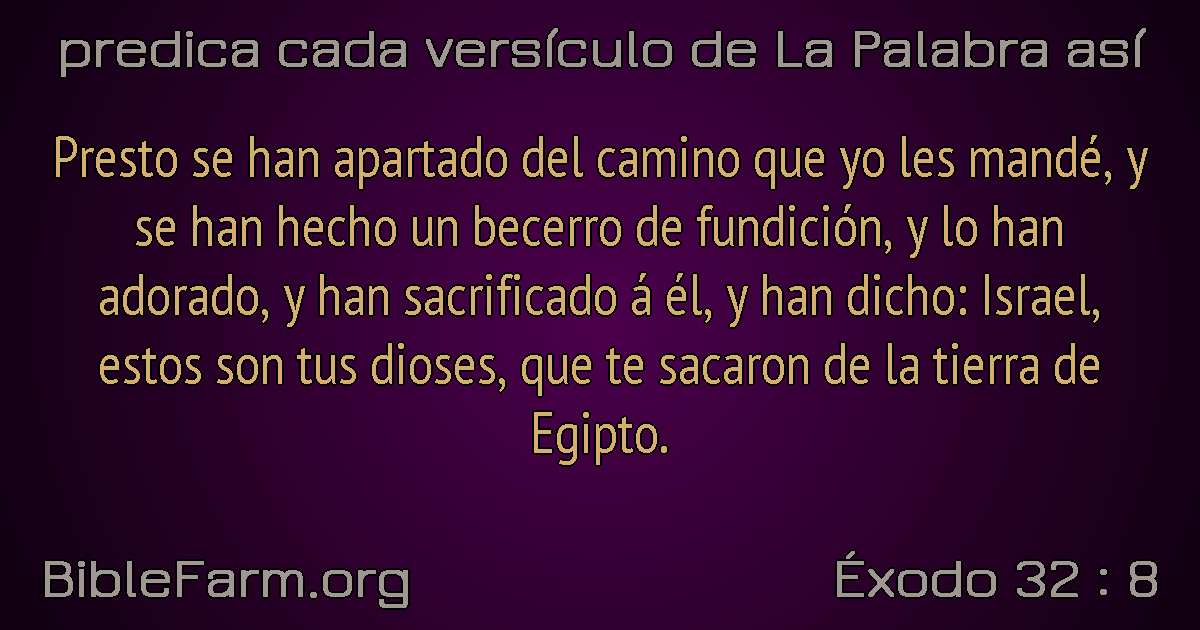 predica cada versículo de La Palabra así
Presto se han apartado del camino que yo les mandé, y
se han hecho un becerro de fundición, y lo han
adorado, y han sacrificado á él, y han dicho: Israel,
estos son tus dioses, que te sacaron de la tierra de
Egipto.
BibleFarm.org
Éxodo 32 : 8